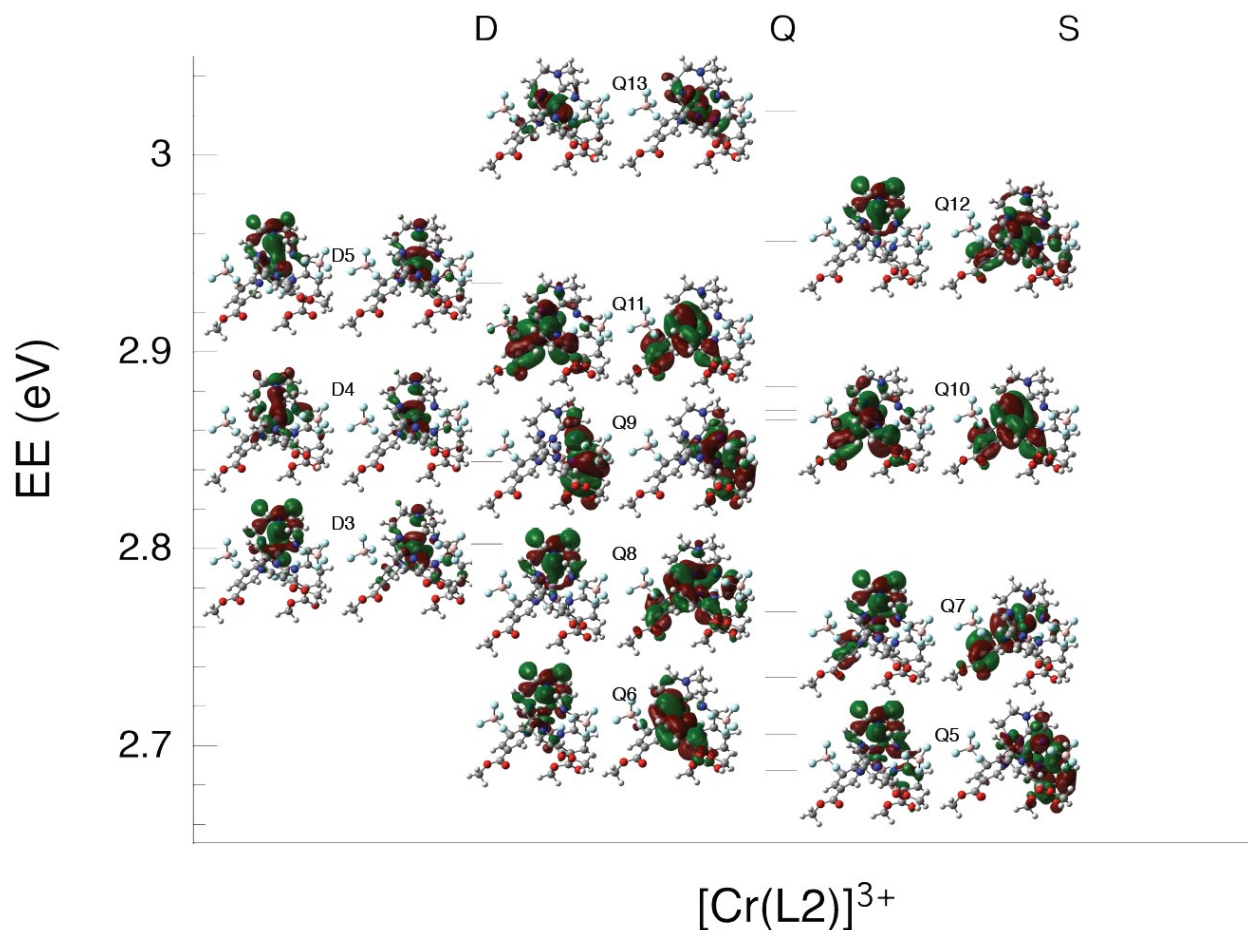 D Q S
Q13
3
Q12
D5
Q11
2.9
D4
Q10
Q9
D3
2.8
Q8
Q7
Q6
2.7
Q5
EE (eV)
[Cr(L2)]³⁺